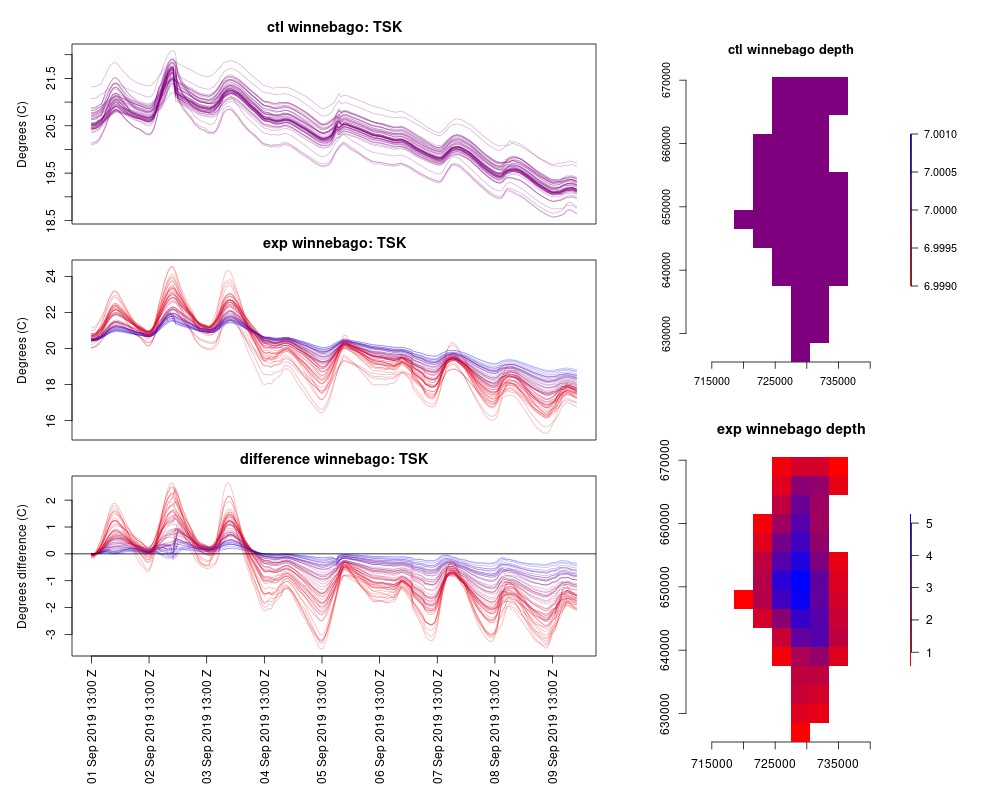 ctl winnebago: TSK
Degrees (C)
18.5 19.5 20.5 21.5
exp winnebago: TSK
Degrees (C)
16 18 20 22 24
difference winnebago: TSK
Degrees difference (C)
-3 -2 -1 0 1 2
01 Sep 2019 13:00 Z
02 Sep 2019 13:00 Z
03 Sep 2019 13:00 Z
04 Sep 2019 13:00 Z
05 Sep 2019 13:00 Z
06 Sep 2019 13:00 Z
07 Sep 2019 13:00 Z
08 Sep 2019 13:00 Z
09 Sep 2019 13:00 Z
ctl winnebago depth
630000 640000 650000 660000 670000
715000 725000 735000
7.0010
7.0005
7.0000
6.9995
6.9990
exp winnebago depth
630000 640000 650000 660000 670000
715000 725000 735000
5
4
3
2
1